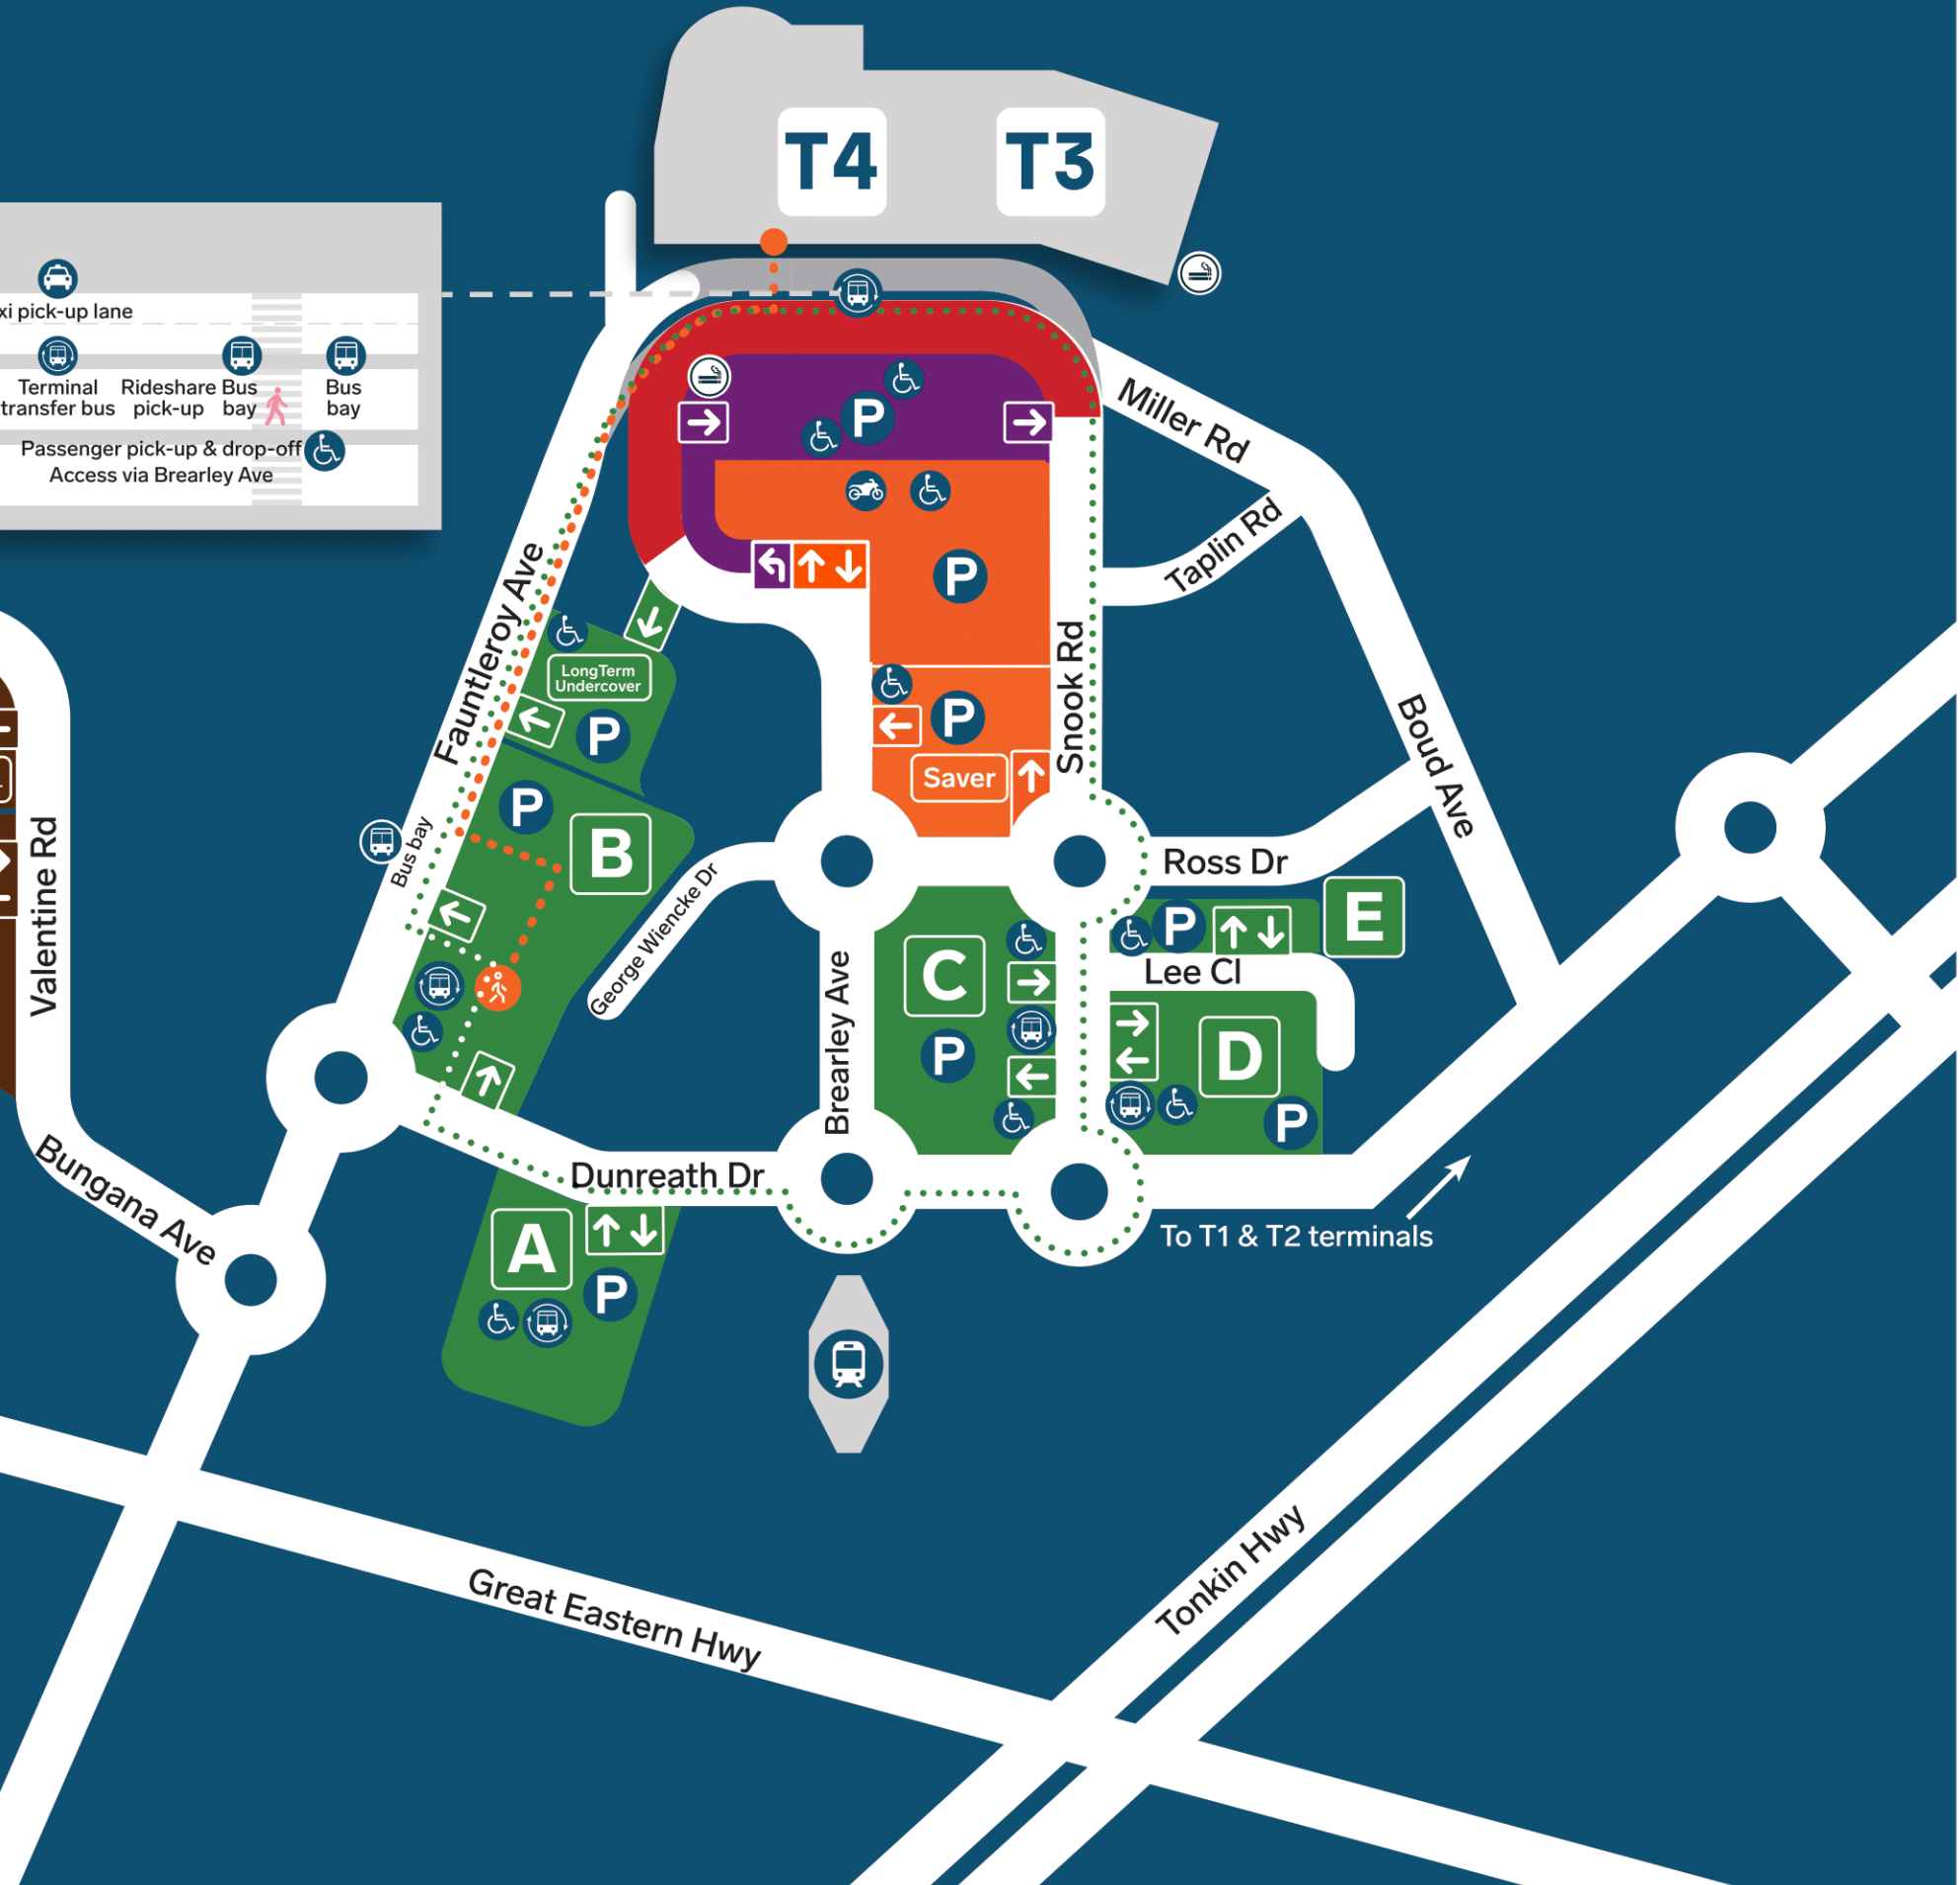 T4
T3
xi pick-up lane
Terminal
transfer bus
Rideshare
pick-up
Bus
bay
Bus
bay
Passenger pick-up & drop-off
Access via Brearley Ave
Miller Rd
Taplin Rd
P
P
Fauntleroy Ave
LongTerm
Undercover
P
P
Saver
Snook Rd
Boud Ave
P
B
Bus bay
Valentine Rd
George Wiencke Dr
Ross Dr
E
P
Lee Cl
C
P
Brearley Ave
D
P
Bungana Ave
Dunreath Dr
A
P
To T1 & T2 terminals
Great Eastern Hwy
Tonkin Hwy